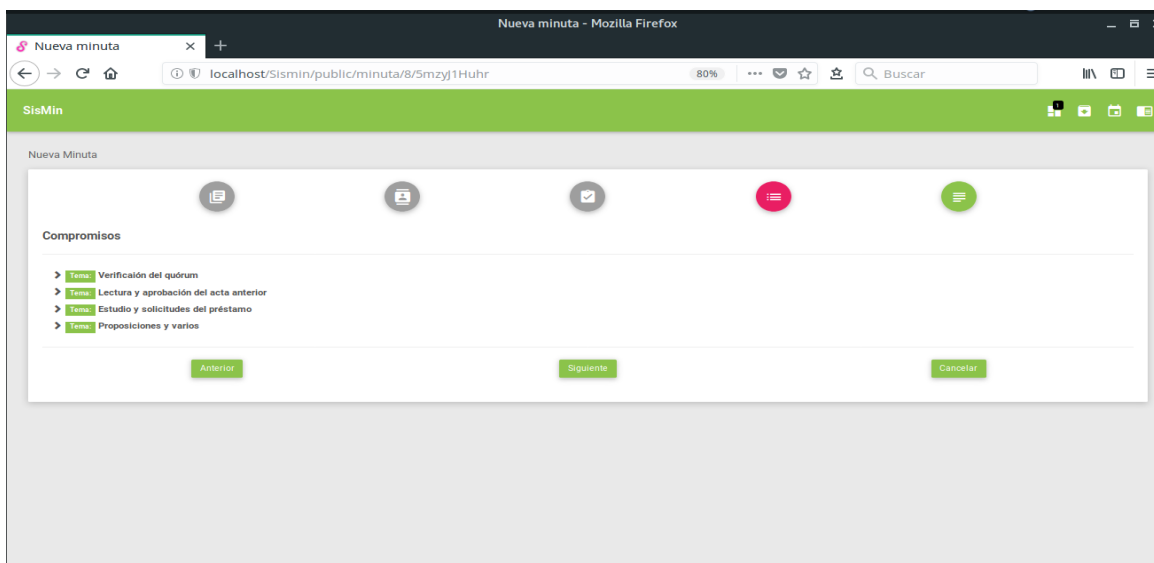 Nueva minuta - Mozilla Firefox
Nueva minuta
localhost/Sismin/public/minuta/8/5mzyJ1Huhr
80%
Buscar
SisMin
1
Nueva Minuta
Compromisos
Tema: Verificaión del quórum
Tema: Lectura y aprobación del acta anterior
Tema: Estudio y solicitudes del préstamo
Tema: Proposiciones y varios
Anterior
Siguiente
Cancelar